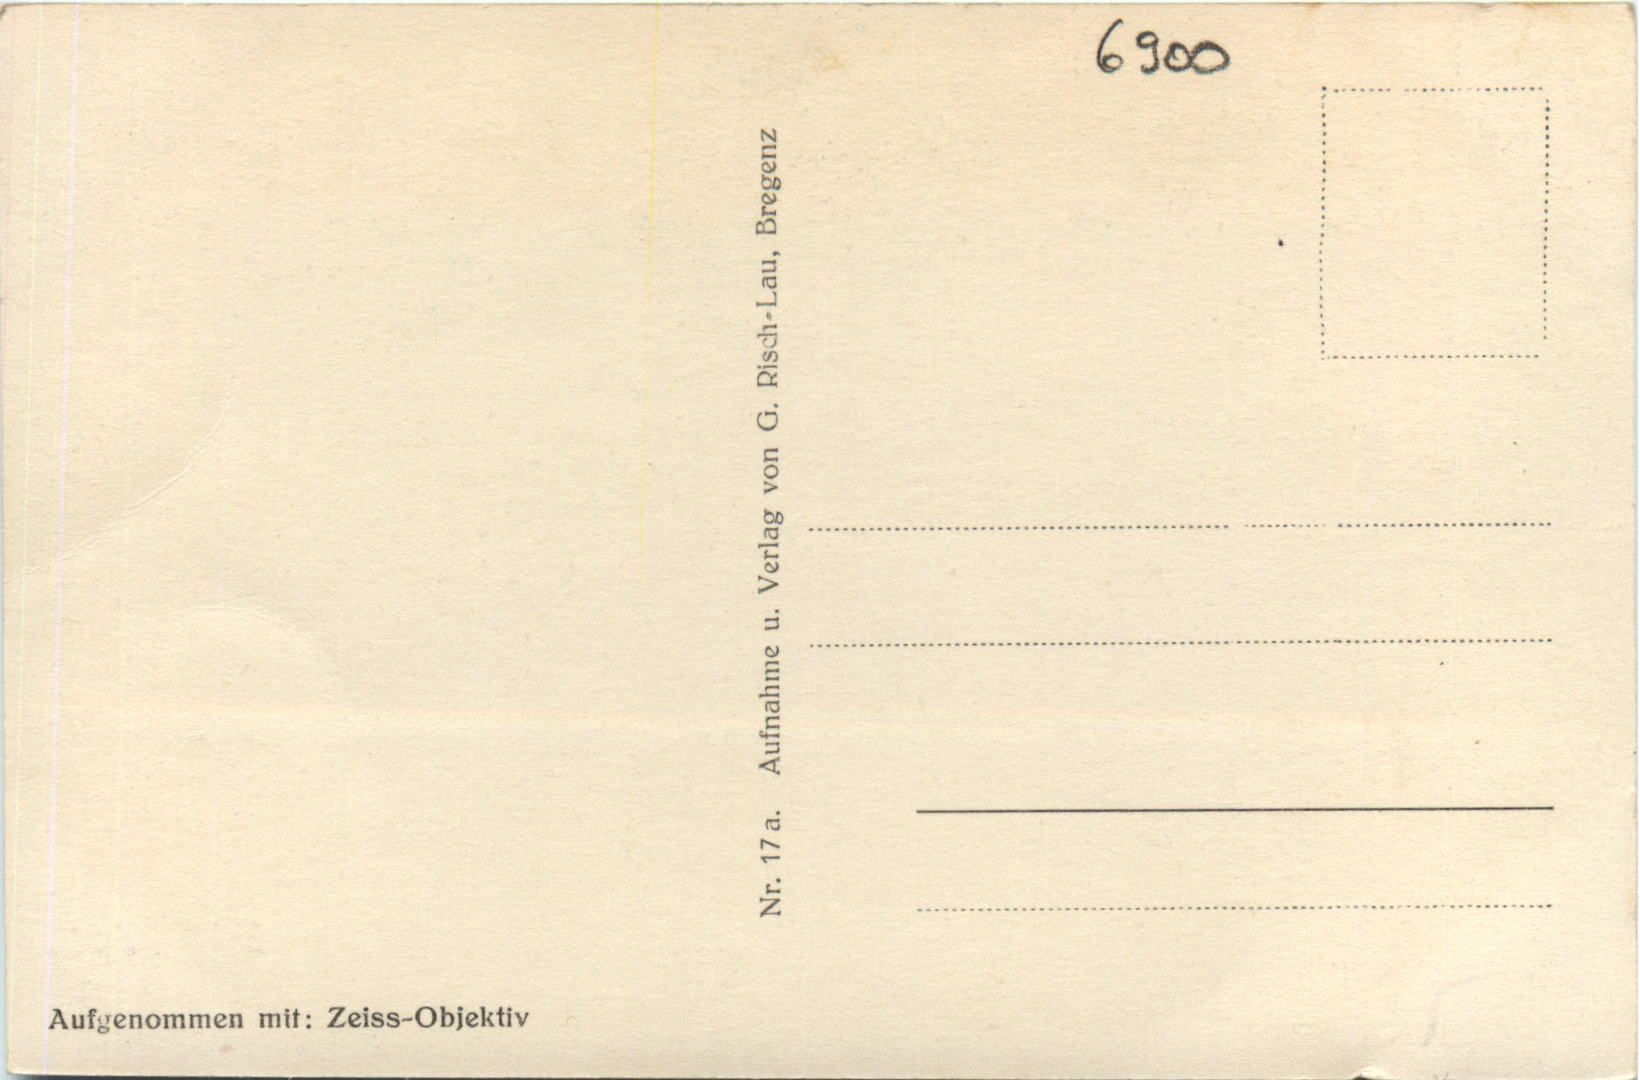 6900
Nr. 17 a. Aufnahme u. Verlag von G. Risch-Lau, Bregenz
Aufgenommen mit: Zeiss-Objektiv